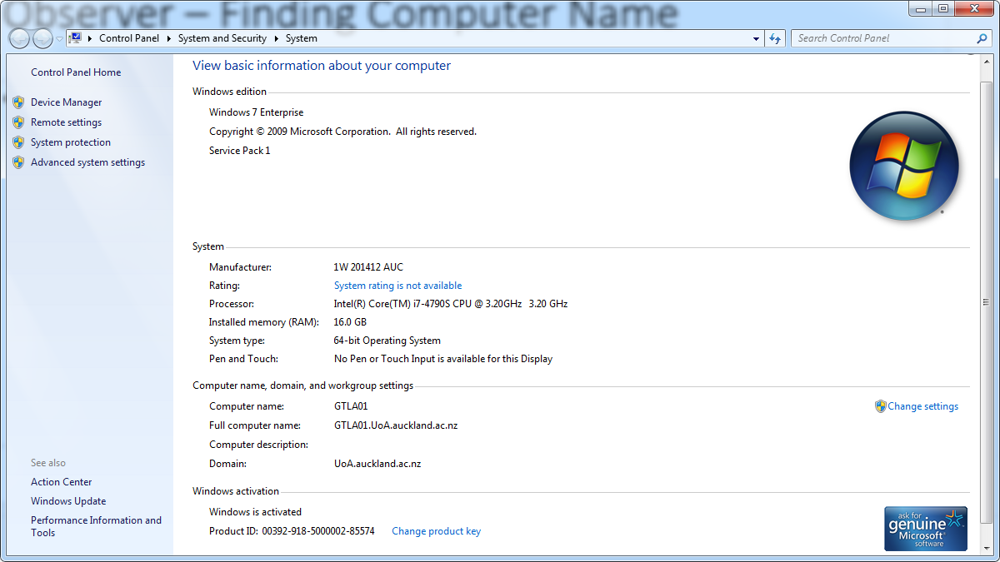 Observer – Finding Computer Name
Control Panel ▸ System and Security ▸ System
Search Control Panel
Control Panel Home
Device Manager
Remote settings
System protection
Advanced system settings
See also
Action Center
Windows Update
Performance Information and
Tools
View basic information about your computer
Windows edition
Windows 7 Enterprise
Copyright © 2009 Microsoft Corporation.  All rights reserved.
Service Pack 1
System
Manufacturer: 1W 201412 AUC
Rating: System rating is not available
Processor: Intel(R) Core(TM) i7-4790S CPU @ 3.20GHz 3.20 GHz
Installed memory (RAM): 16.0 GB
System type: 64-bit Operating System
Pen and Touch: No Pen or Touch Input is available for this Display
Computer name, domain, and workgroup settings
Computer name: GTLA01 Change settings
Full computer name: GTLA01.UoA.auckland.ac.nz
Computer description:
Domain: UoA.auckland.ac.nz
Windows activation
Windows is activated
Product ID: 00392-918-5000002-85574 Change product key
ask for
genuine
Microsoft
software